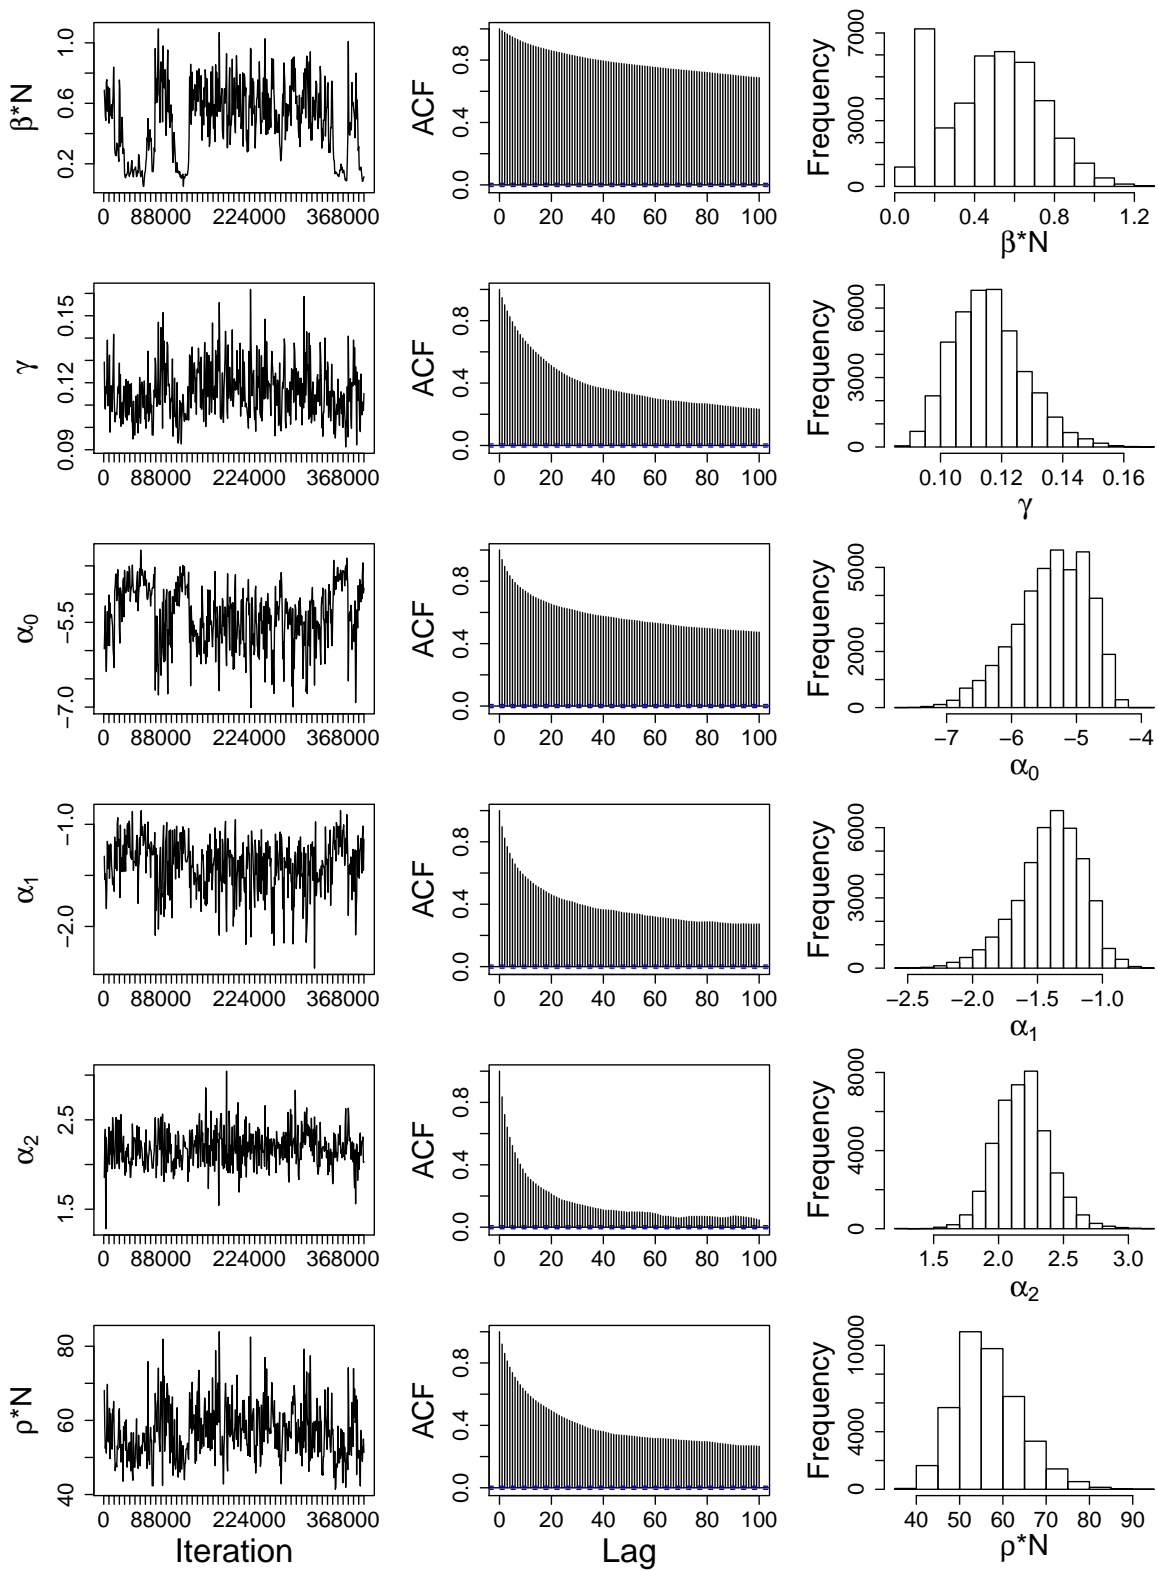 β*N
0.2 0.6 1.0
0 88000 224000 368000
ACF
0.0 0.4 0.8
0 20 40 60 80 100
Frequency
0 3000 7000
0.0 0.4 0.8 1.2
β*N
γ
0.09 0.12 0.15
0 88000 224000 368000
ACF
0.0 0.4 0.8
0 20 40 60 80 100
Frequency
0 3000 6000
0.10 0.12 0.14 0.16
γ
α0
−7.0 −5.5
0 88000 224000 368000
ACF
0.0 0.4 0.8
0 20 40 60 80 100
Frequency
0 2000 5000
−7 −6 −5 −4
α0
α1
−2.0 −1.0
0 88000 224000 368000
ACF
0.0 0.4 0.8
0 20 40 60 80 100
Frequency
0 3000 6000
−2.5 −2.0 −1.5 −1.0
α1
α2
1.5 2.5
0 88000 224000 368000
ACF
0.0 0.4 0.8
0 20 40 60 80 100
Frequency
0 4000 8000
1.5 2.0 2.5 3.0
α2
ρ*N
40 60 80
0 88000 224000 368000
Iteration
ACF
0.0 0.4 0.8
0 20 40 60 80 100
Lag
Frequency
0 4000 10000
40 50 60 70 80 90
ρ*N